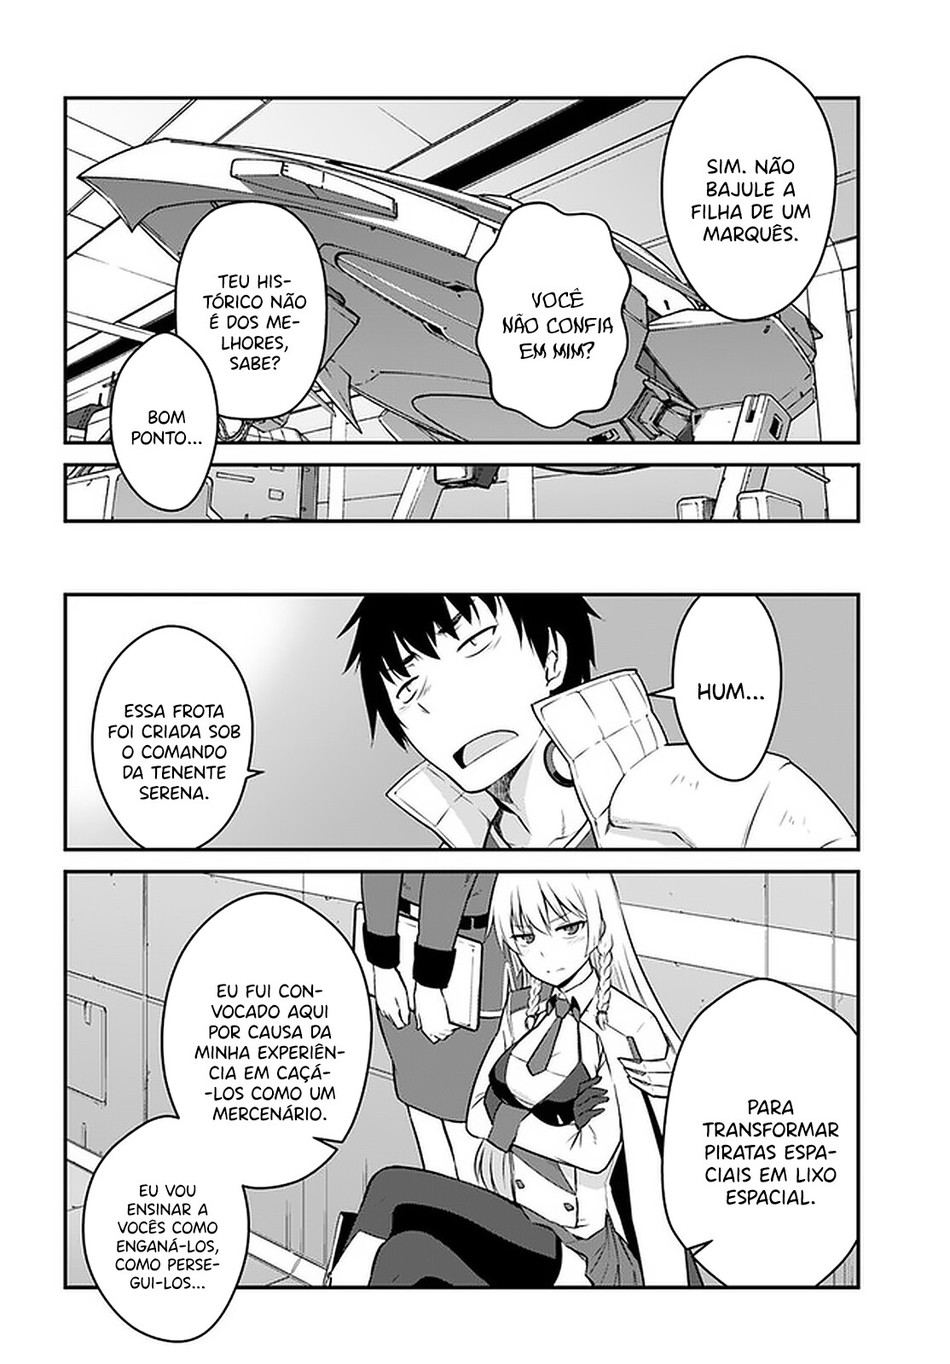 SIM. NÃO
BAJULE A
FILHA DE UM
MARQUÊS.
VOCÊ
NÃO CONFIA
EM MIM?
TEU HIS-
TÓRICO NÃO
É DOS ME-
LHORES,
SABE?
BOM
PONTO...
HUM...
ESSA FROTA
FOI CRIADA SOB
O COMANDO
DA TENENTE
SERENA.
PARA
TRANSFORMAR
PIRATAS ESPA-
CIAIS EM LIXO
ESPACIAL.
EU FUI CON-
VOCADO AQUI
POR CAUSA DA
MINHA EXPERIÊN-
CIA EM CAÇÁ-
-LOS COMO UM
MERCENÁRIO.
EU VOU
ENSINAR A
VOCÊS COMO
ENGANÁ-LOS,
COMO PERSE-
GUI-LOS...